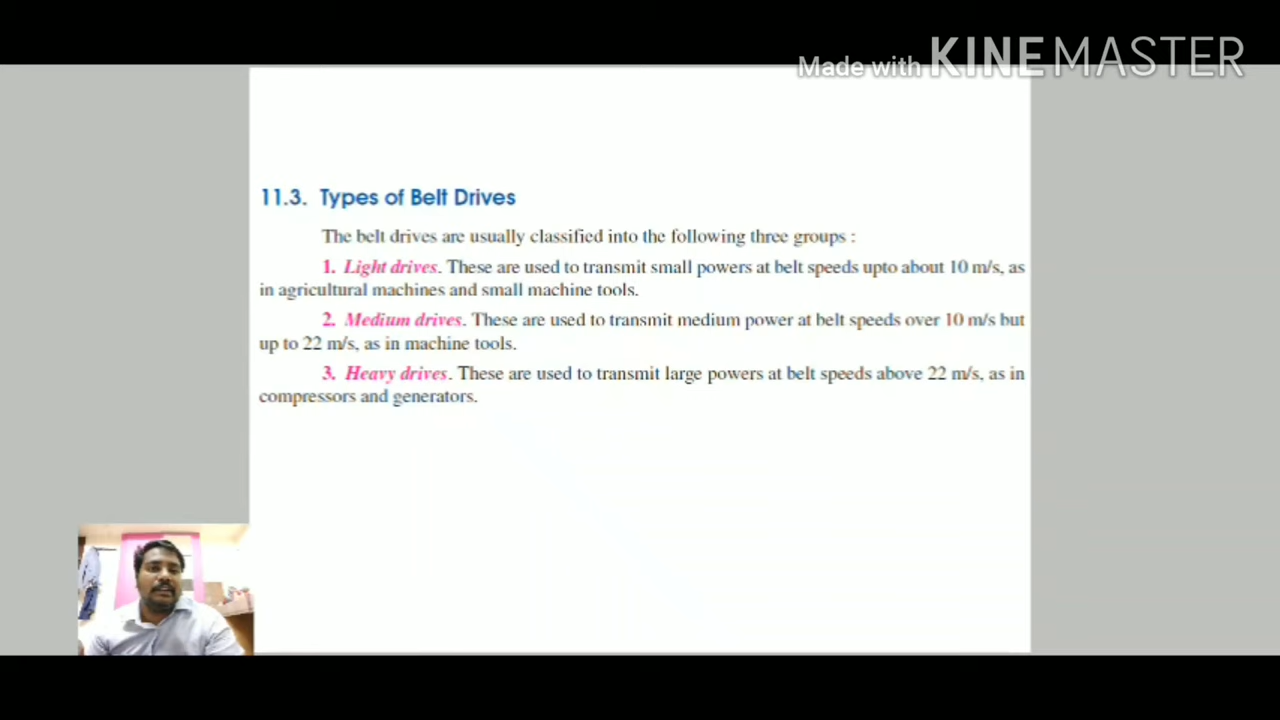 Made with KINEMASTER
11.3. Types of Belt Drives
The belt drives are usually classified into the following three groups :
1. Light drives. These are used to transmit small powers at belt speeds upto about 10 m/s, as
in agricultural machines and small machine tools.
2. Medium drives. These are used to transmit medium power at belt speeds over 10 m/s but
up to 22 m/s, as in machine tools.
3. Heavy drives. These are used to transmit large powers at belt speeds above 22 m/s, as in
compressors and generators.